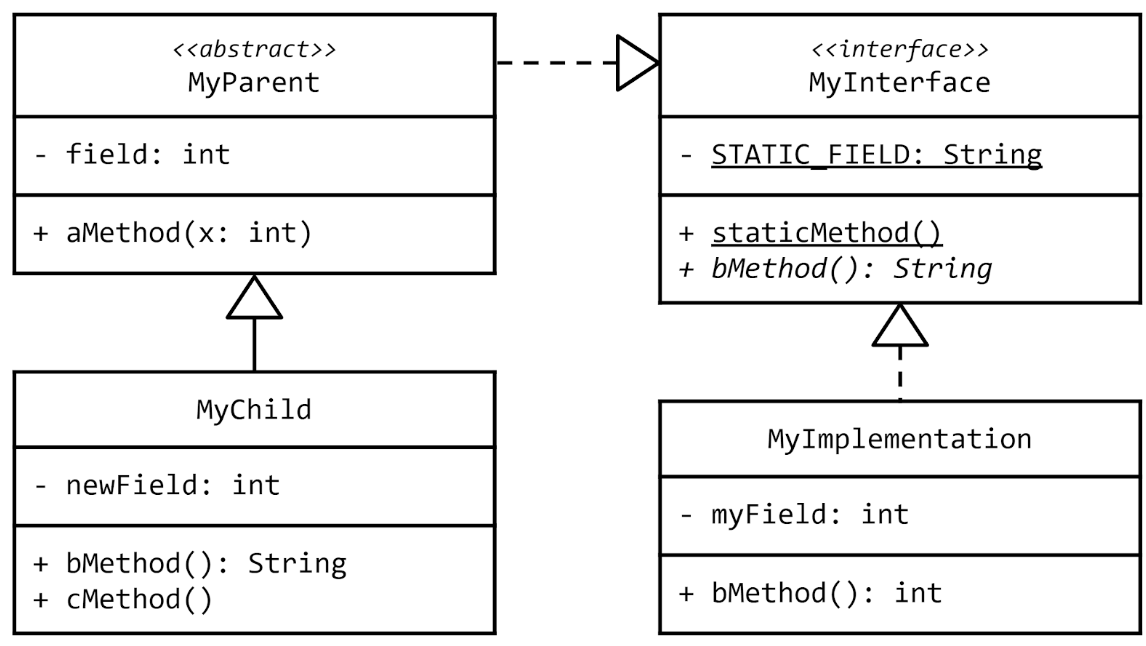 <<abstract>>
MyParent
- field: int
+ aMethod(x: int)
<<interface>>
MyInterface
- STATIC_FIELD: String
+ staticMethod()
+ bMethod(): String
MyChild
- newField: int
+ bMethod(): String
+ cMethod()
MyImplementation
- myField: int
+ bMethod(): int